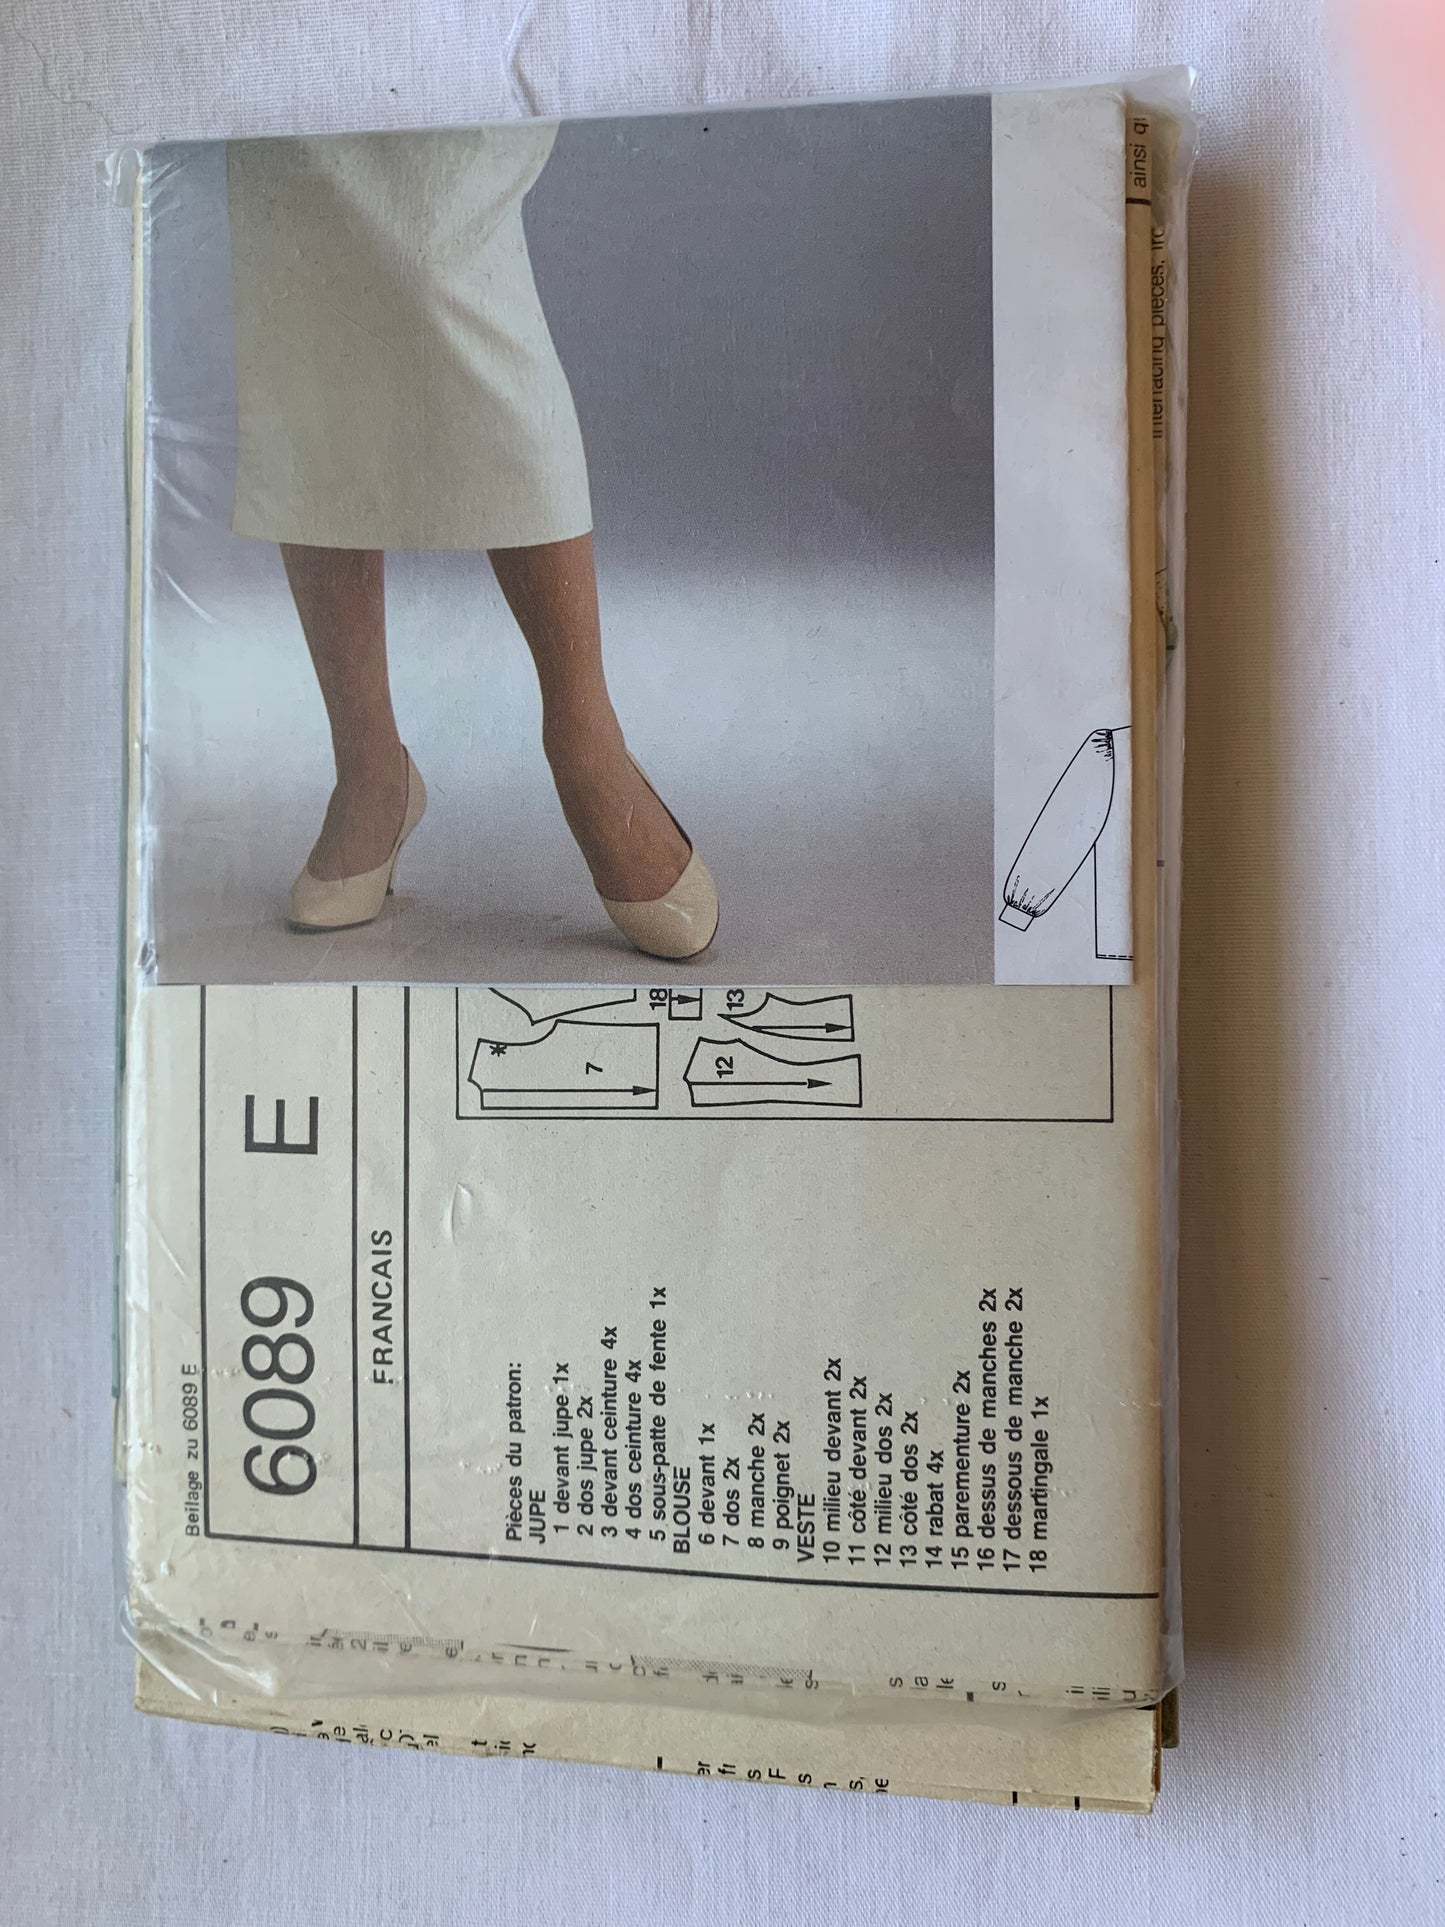 Beilage zu 6089 E
6089 E
FRANCAIS
Pièces du patron:
JUPE
1 devant jupe 1x
2 dos jupe 2x
3 devant ceinture 4x
4 dos ceinture 4x
5 sous-patte de fente 1x
BLOUSE
6 devant 1x
7 dos 2x
8 manche 2x
9 poignet 2x
VESTE
10 milieu devant 2x
11 côté devant 2x
12 milieu dos 2x
13 côté dos 2x
14 rabat 4x
15 parementure 2x
16 dessus de manches 2x
17 dessous de manche 2x
18 martingale 1x
7
18
13
12
ainsi
interfacing pieces,